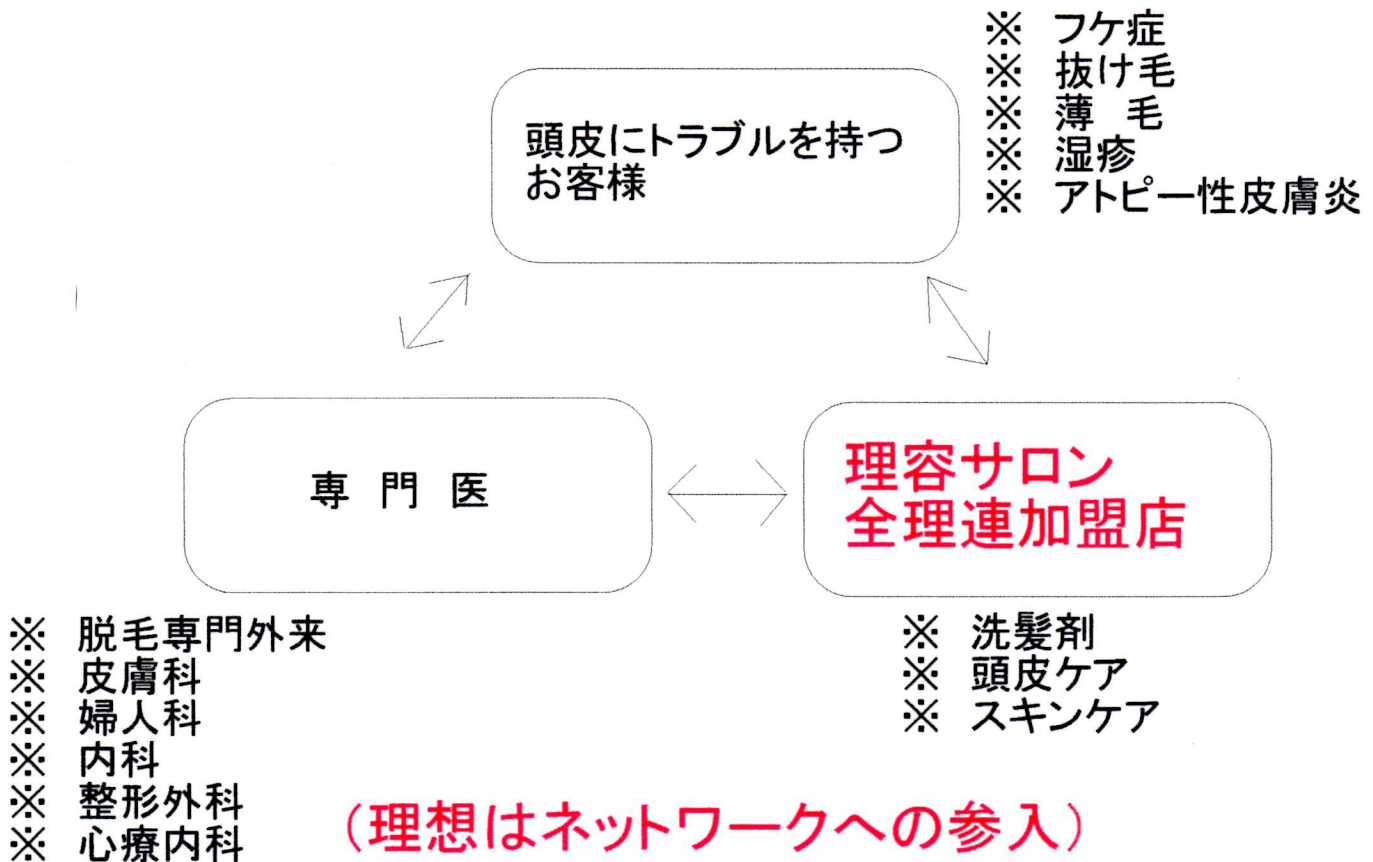 ※ フケ症
※ 抜け毛
※ 薄 毛
※ 湿疹
※ アトピー性皮膚炎
頭皮にトラブルを持つ
お客様
専 門 医
理容サロン
全理連加盟店
※ 脱毛専門外来
※ 皮膚科
※ 婦人科
※ 内科
※ 整形外科
※ 心療内科
※ 洗髪剤
※ 頭皮ケア
※ スキンケア
(理想はネットワークへの参入)